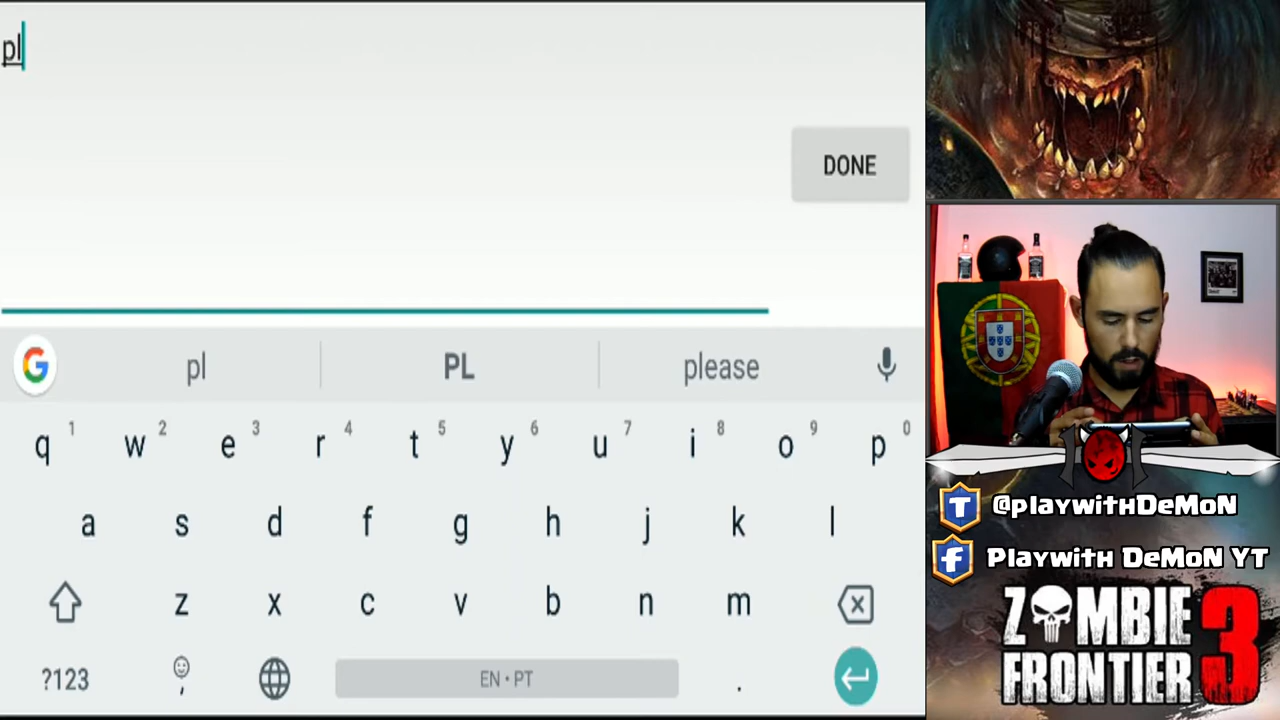 pl
DONE
pl PL please
q 1 w 2 e 3 r 4 t 5 y 6 u 7 i 8 o 9 p 0
a s d f g h j k l
z x c v b n m
?123 , EN • PT .
@playwithDeMoN
Playwith DeMoN YT
ZOMBIE
FRONTIER 3